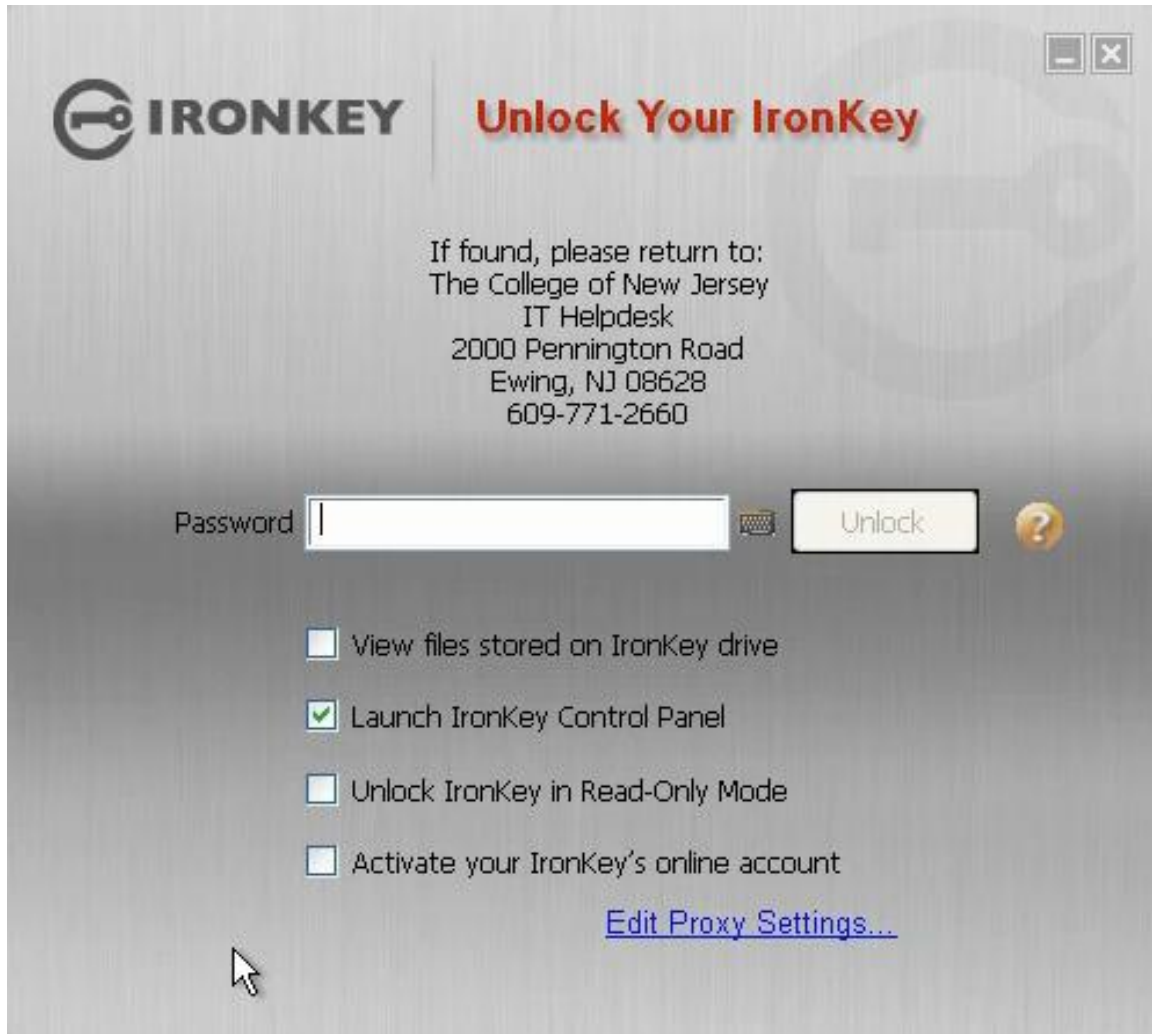 IRONKEY
Unlock Your IronKey
If found, please return to:
The College of New Jersey
IT Helpdesk
2000 Pennington Road
Ewing, NJ 08628
609-771-2660
Password
Unlock
?
View files stored on IronKey drive
Launch IronKey Control Panel
Unlock IronKey in Read-Only Mode
Activate your IronKey's online account
Edit Proxy Settings...